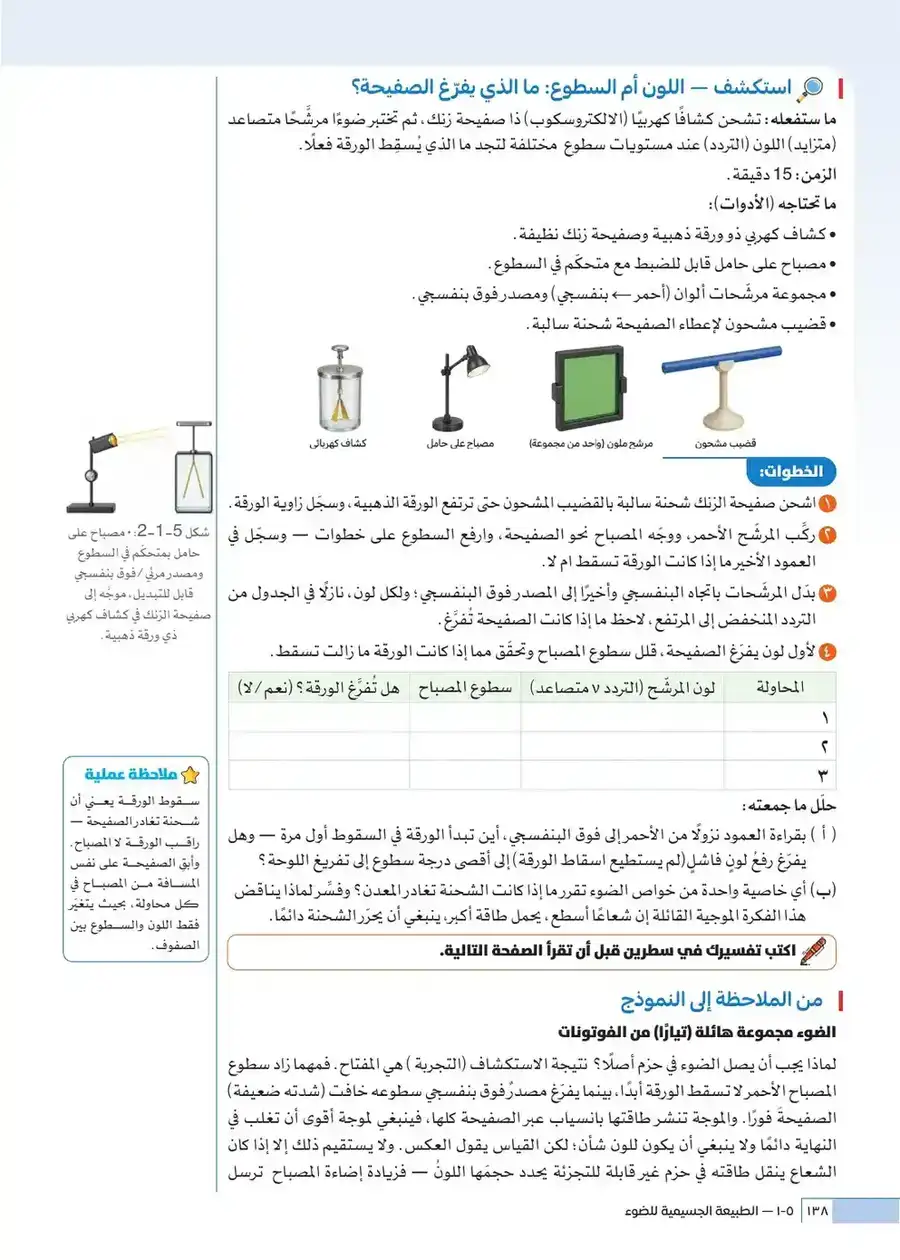 استكشف — اللون أم السطوع: ما الذي يفرّغ الصفيحة؟
ما ستفعله: تشحن كشافًا كهربيًا (الالكتروسكوب) ذا صفيحة زنك، ثم تختبر ضوءًا مرشَّحًا متصاعد
(متزايد) اللون (التردد) عند مستويات سطوع مختلفة لتجد ما الذي يُسقِط الورقة فعلًا.
الزمن: 15 دقيقة.
ما تحتاجه (الأدوات):
• كشاف كهربي ذو ورقة ذهبية وصفيحة زنك نظيفة.
• مصباح على حامل قابل للضبط مع متحكّم في السطوع.
• مجموعة مرشّحات ألوان (أحمر ← بنفسجي) ومصدر فوق بنفسجي.
• قضيب مشحون لإعطاء الصفيحة شحنة سالبة.
قضيب مشحون
مرشح ملون (واحد من مجموعة)
مصباح على حامل
كشاف كهربائى
الخطوات:
١ اشحن صفيحة الزنك شحنة سالبة بالقضيب المشحون حتى ترتفع الورقة الذهبية، وسجّل زاوية الورقة.
٢ ركّب المرشّح الأحمر، ووجّه المصباح نحو الصفيحة، وارفع السطوع على خطوات — وسجّل في
العمود الأخير ما إذا كانت الورقة تسقط ام لا.
٣ بدّل المرشّحات باتجاه البنفسجي وأخيرًا إلى المصدر فوق البنفسجي؛ ولكل لون، نازلًا في الجدول من
التردد المنخفض إلى المرتفع، لاحظ ما إذا كانت الصفيحة تُفرَّغ.
٤ لأول لون يفرّغ الصفيحة، قلل سطوع المصباح وتحقّق مما إذا كانت الورقة ما زالت تسقط.
المحاولة
لون المرشّح (التردد ν متصاعد)
سطوع المصباح
هل تُفرَّغ الورقة؟ (نعم/لا)
١
٢
٣
حلّل ما جمعته:
(أ) بقراءة العمود نزولًا من الأحمر إلى فوق البنفسجي، أين تبدأ الورقة في السقوط أول مرة — وهل
يفرّغ رفعُ لونٍ فاشلٍ (لم يستطيع اسقاط الورقة) إلى أقصى درجة سطوع إلى تفريغ اللوحة؟
(ب) أي خاصية واحدة من خواص الضوء تقرر ما إذا كانت الشحنة تغادر المعدن؟ وفسِّر لماذا يناقض
هذا الفكرة الموجية القائلة إن شعاعًا أسطع، يحمل طاقة أكبر، ينبغي أن يحرّر الشحنة دائمًا.
اكتب تفسيرك في سطرين قبل أن تقرأ الصفحة التالية.
من الملاحظة إلى النموذج
الضوء مجموعة هائلة (تيارًا) من الفوتونات
لماذا يجب أن يصل الضوء في حزم أصلًا؟ نتيجة الاستكشاف (التجربة) هي المفتاح. فمهما زاد سطوع
المصباح الأحمر لا تسقط الورقة أبدًا، بينما يفرّغ مصدرٌ فوق بنفسجي سطوعه خافت (شدته ضعيفة)
الصفيحةَ فورًا. والموجة تنشر طاقتها بانسياب عبر الصفيحة كلها، فينبغي لموجة أقوى أن تغلب في
النهاية دائمًا ولا ينبغي أن يكون للون شأن؛ لكن القياس يقول العكس. ولا يستقيم ذلك إلا إذا كان
الشعاع ينقل طاقته في حزم غير قابلة للتجزئة يحدد حجمَها اللونُ — فزيادة إضاءة المصباح ترسل
شكل 5-1-2: مصباح على
حامل بمتحكّم في السطوع
ومصدر مرئي/فوق بنفسجي
قابل للتبديل، موجّه إلى
صفيحة الزنك في كشاف كهربي
ذي ورقة ذهبية.
ملاحظة عملية
سقوط الورقة يعني أن
شحنة تغادر الصفيحة —
راقب الورقة لا المصباح.
وأبق الصفيحة على نفس
المسافة من المصباح في
كل محاولة، بحيث يتغيّر
فقط اللون والسطوع بين
الصفوف.
١٣٨ ٥-١ — الطبيعة الجسيمية للضوء